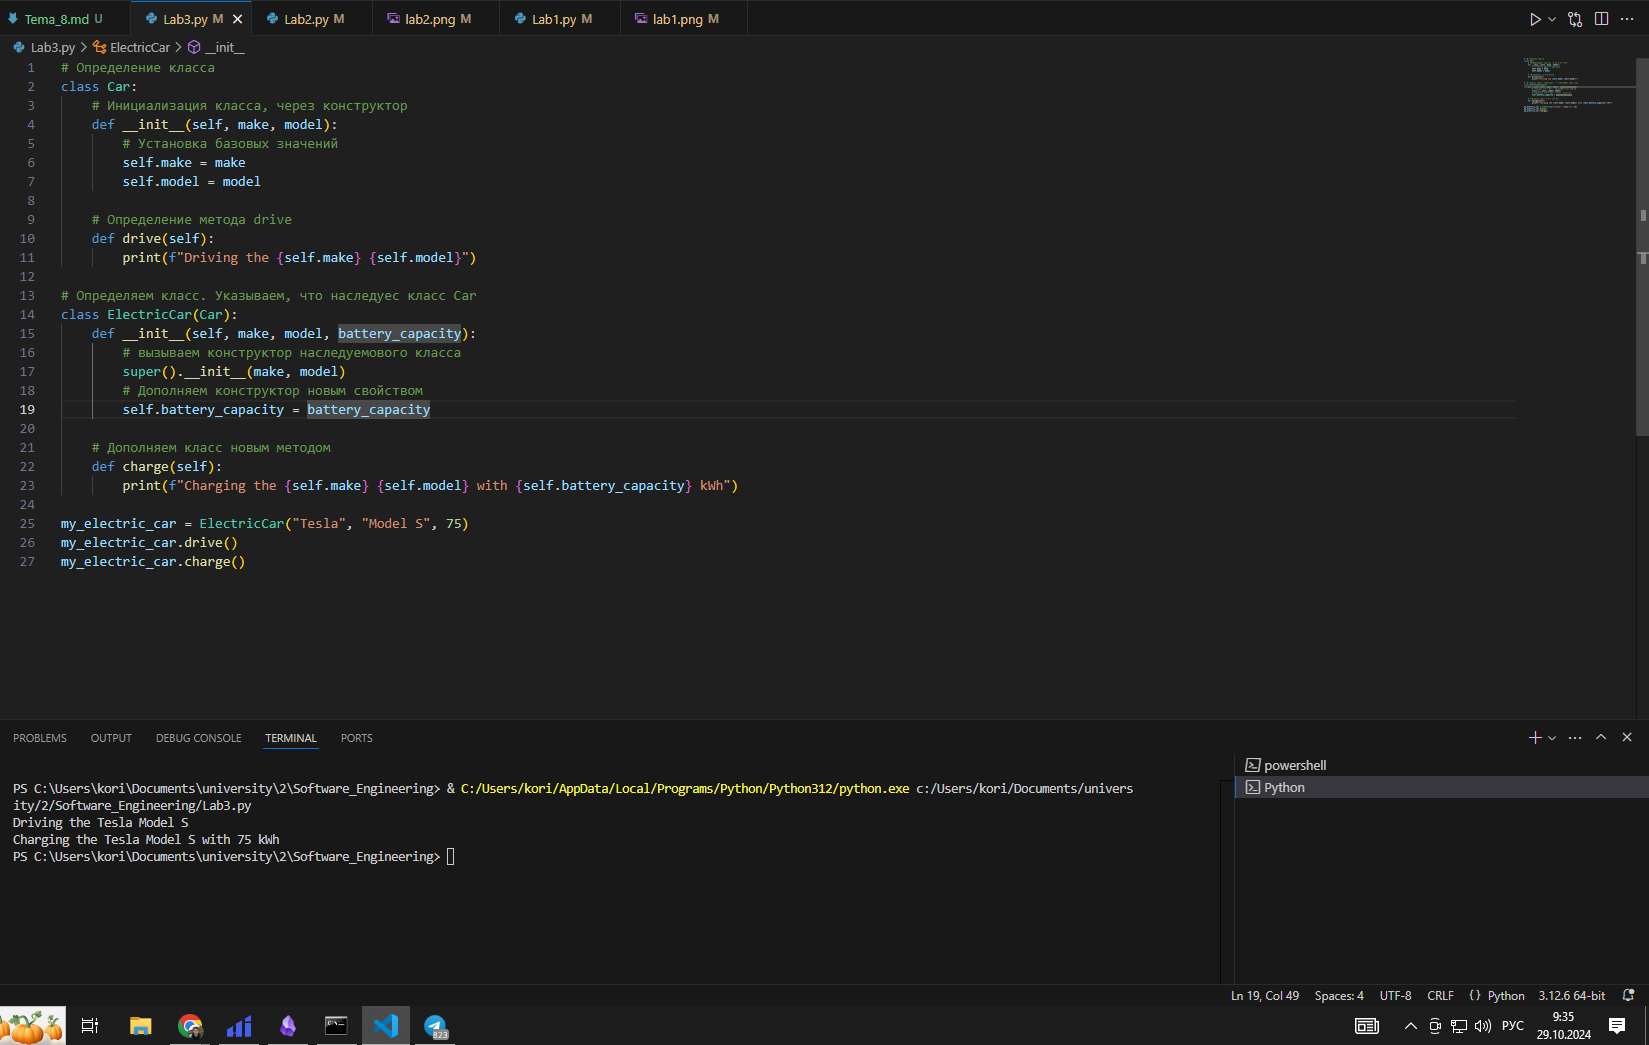 Tema_8.md U
Lab3.py M
Lab2.py M
lab2.png M
Lab1.py M
lab1.png M
Lab3.py > ElectricCar > __init__
1 # Определение класса
2 class Car:
3 # Инициализация класса, через конструктор
4 def __init__(self, make, model):
5 # Установка базовых значений
6 self.make = make
7 self.model = model
8
9 # Определение метода drive
10 def drive(self):
11 print(f"Driving the {self.make} {self.model}")
12
13 # Определяем класс. Указываем, что наследуес класс Car
14 class ElectricCar(Car):
15 def __init__(self, make, model, battery_capacity):
16 # вызываем конструктор наследуемового класса
17 super().__init__(make, model)
18 # Дополняем конструктор новым свойством
19 self.battery_capacity = battery_capacity
20
21 # Дополняем класс новым методом
22 def charge(self):
23 print(f"Charging the {self.make} {self.model} with {self.battery_capacity} kWh")
24
25 my_electric_car = ElectricCar("Tesla", "Model S", 75)
26 my_electric_car.drive()
27 my_electric_car.charge()
PROBLEMS OUTPUT DEBUG CONSOLE TERMINAL PORTS
PS C:\Users\kori\Documents\university\2\Software_Engineering> & C:/Users/kori/AppData/Local/Programs/Python/Python312/python.exe c:/Users/kori/Documents/univers
ity/2/Software_Engineering/Lab3.py
Driving the Tesla Model S
Charging the Tesla Model S with 75 kWh
PS C:\Users\kori\Documents\university\2\Software_Engineering>
powershell
Python
Ln 19, Col 49 Spaces: 4 UTF-8 CRLF {} Python 3.12.6 64-bit
823
РУС
9:35
29.10.2024